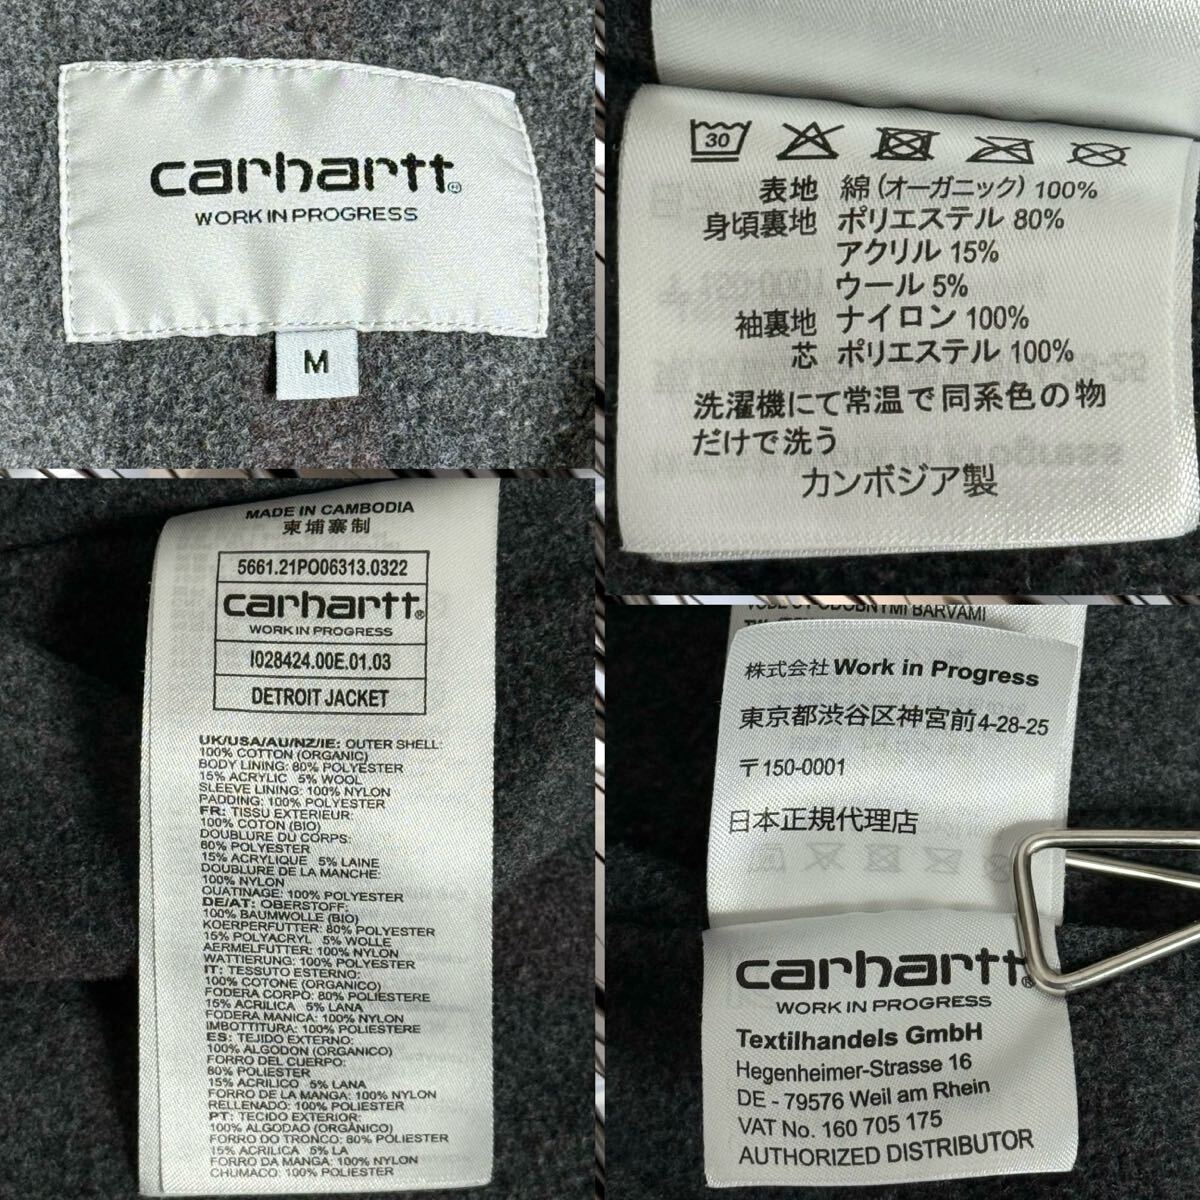 carhartt®
WORK IN PROGRESS
M
30
表地 綿(オーガニック) 100%
身頃裏地 ポリエステル 80%
アクリル 15%
ウール 5%
袖裏地 ナイロン 100%
芯 ポリエステル 100%
洗濯機にて常温で同系色の物
だけで洗う
カンボジア製
MADE IN CAMBODIA
柬埔寨制
5661.21PO06313.0322
carhartt®
WORK IN PROGRESS
I028424.00E.01.03
DETROIT JACKET
UK/USA/AU/NZ/IE: OUTER SHELL:
100% COTTON (ORGANIC)
BODY LINING: 80% POLYESTER
15% ACRYLIC 5% WOOL
SLEEVE LINING: 100% NYLON
PADDING: 100% POLYESTER
FR: TISSU EXTERIEUR:
100% COTON (BIO)
DOUBLURE DU CORPS:
80% POLYESTER
15% ACRYLIQUE 5% LAINE
DOUBLURE DE LA MANCHE:
100% NYLON
OUATINAGE: 100% POLYESTER
DE/AT: OBERSTOFF:
100% BAUMWOLLE (BIO)
KOERPERFUTTER: 80% POLYESTER
15% POLYACRYL 5% WOLLE
AERMELFUTTER: 100% NYLON
WATTIERUNG: 100% POLYESTER
IT: TESSUTO ESTERNO:
100% COTONE (ORGANICO)
FODERA CORPO: 80% POLIESTERE
15% ACRILICA 5% LANA
FODERA MANICA: 100% NYLON
IMBOTTITURA: 100% POLIESTERE
ES: TEJIDO EXTERNO:
100% ALGODON (ORGANICO)
FORRO DEL CUERPO:
80% POLIESTER
15% ACRILICO 5% LANA
FORRO DE LA MANGA: 100% NYLON
RELLENADO: 100% POLIESTER
PT: TECIDO EXTERIOR:
100% ALGODAO (ORGÂNICO)
FORRO DO TRONCO: 80% POLIESTER
15% ACRILICA 5% LA
FORRO DA MANGA: 100% NYLON
CHUMACO: 100% POLIESTER
PODOBNYMI BARVAMI
株式会社 Work in Progress
東京都渋谷区神宮前4-28-25
〒150-0001
日本正規代理店
carhartt®
WORK IN PROGRESS
Textilhandels GmbH
Hegenheimer-Strasse 16
DE - 79576 Weil am Rhein
VAT No. 160 705 175
AUTHORIZED DISTRIBUTOR